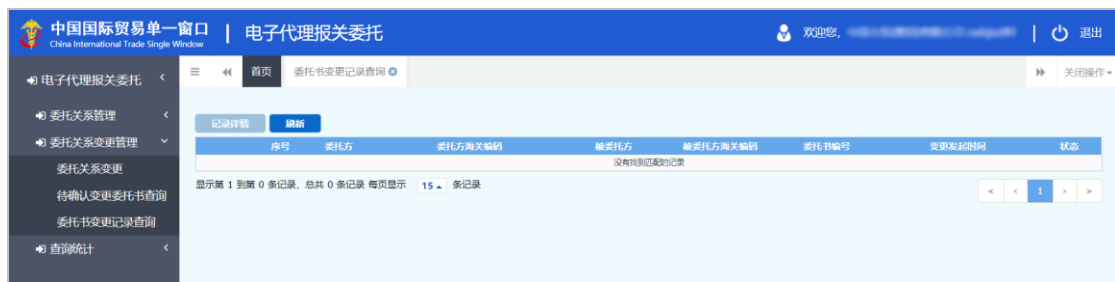 中国国际贸易单一窗口 | 电子代理报关委托
China International Trade Single Window
欢迎您, | 退出
电子代理报关委托
首页 委托书变更记录查询 关闭操作
委托关系管理
委托关系变更管理
委托关系变更
待确认变更委托书查询
委托书变更记录查询
查询统计
记录详情 刷新
序号 委托方 委托方海关编码 被委托方 被委托方海关编码 委托书编号 变更发起时间 状态
没有找到匹配的记录
显示第 1 到第 0 条记录, 总共 0 条记录 每页显示 15 条记录
« ‹ 1 › »